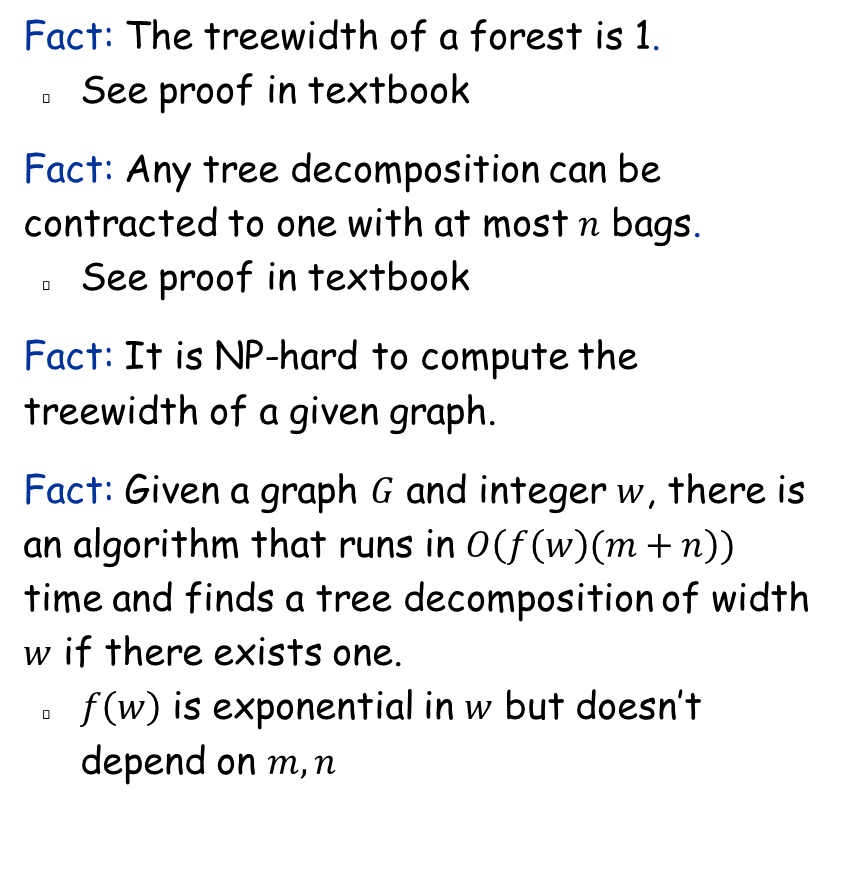 Fact: The treewidth of a forest is 1.
▯ See proof in textbook
Fact: Any tree decomposition can be
contracted to one with at most 𝑛 bags.
▯ See proof in textbook
Fact: It is NP-hard to compute the
treewidth of a given graph.
Fact: Given a graph 𝐺 and integer 𝑤, there is
an algorithm that runs in 𝑂(𝑓(𝑤)(𝑚 + 𝑛))
time and finds a tree decomposition of width
𝑤 if there exists one.
▯ 𝑓(𝑤) is exponential in 𝑤 but doesn't
depend on 𝑚, 𝑛